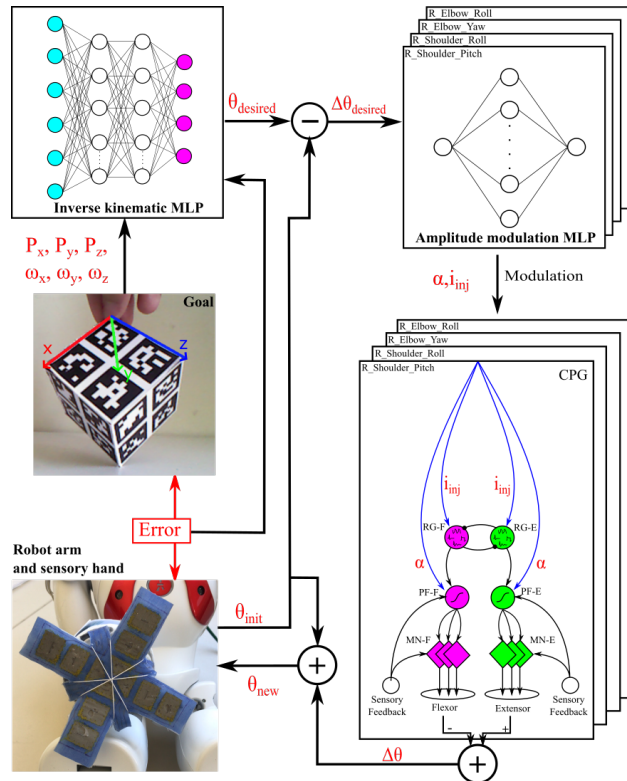 R_Elbow_Roll
R_Elbow_Yaw
R_Shoulder_Roll
R_Shoulder_Pitch
θdesired
−
Δθdesired
Inverse kinematic MLP
Amplitude modulation MLP
Px, Py, Pz,
ωx, ωy, ωz
α,iinj
Modulation
Goal
x
y
z
R_Elbow_Roll
R_Elbow_Yaw
R_Shoulder_Roll
R_Shoulder_Pitch
CPG
iinj
iinj
RG-F
RG-E
α
α
PF-F
PF-E
MN-F
MN-E
Sensory
Feedback
Sensory
Feedback
Flexor
Extensor
-
+
Error
Robot arm
and sensory hand
θinit
+
θnew
Δθ
+